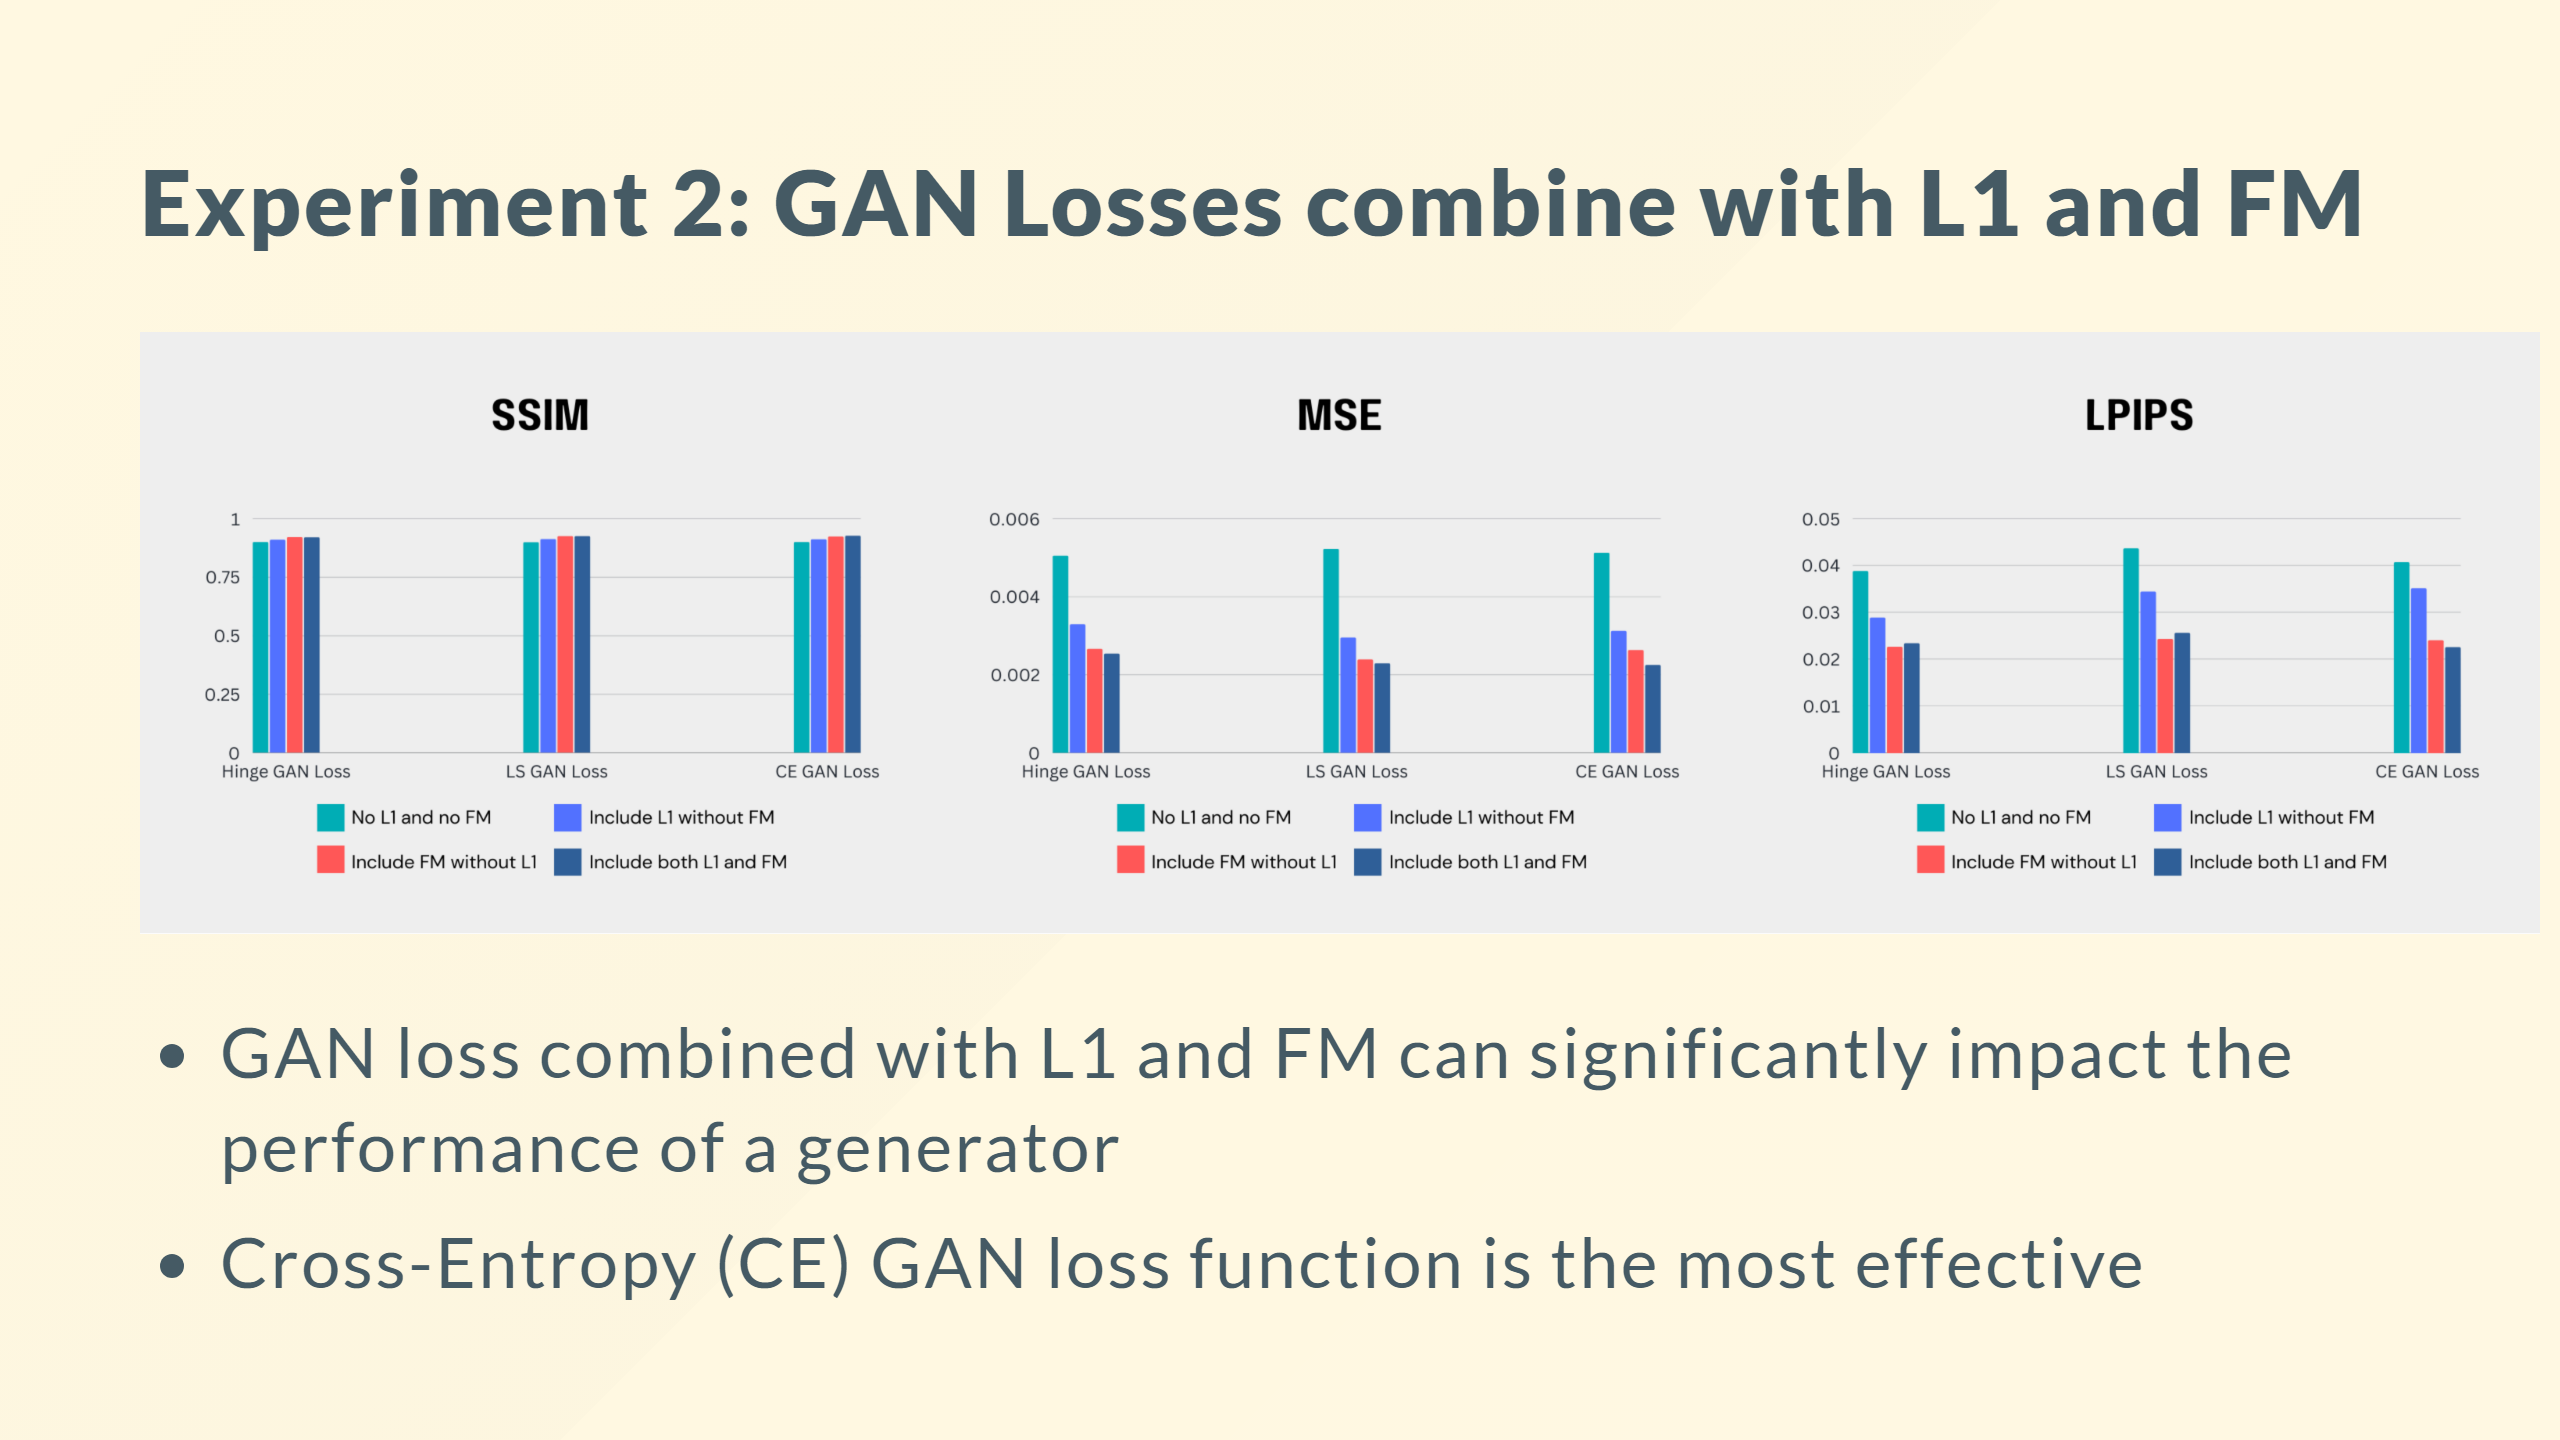 Experiment 2: GAN Losses combine with L1 and FM
SSIM
1
0.75
0.5
0.25
0
Hinge GAN Loss LS GAN Loss CE GAN Loss
No L1 and no FM Include L1 without FM
Include FM without L1 Include both L1 and FM
MSE
0.006
0.004
0.002
0
Hinge GAN Loss LS GAN Loss CE GAN Loss
No L1 and no FM Include L1 without FM
Include FM without L1 Include both L1 and FM
LPIPS
0.05
0.04
0.03
0.02
0.01
0
Hinge GAN Loss LS GAN Loss CE GAN Loss
No L1 and no FM Include L1 without FM
Include FM without L1 Include both L1 and FM
• GAN loss combined with L1 and FM can significantly impact the
performance of a generator
• Cross-Entropy (CE) GAN loss function is the most effective